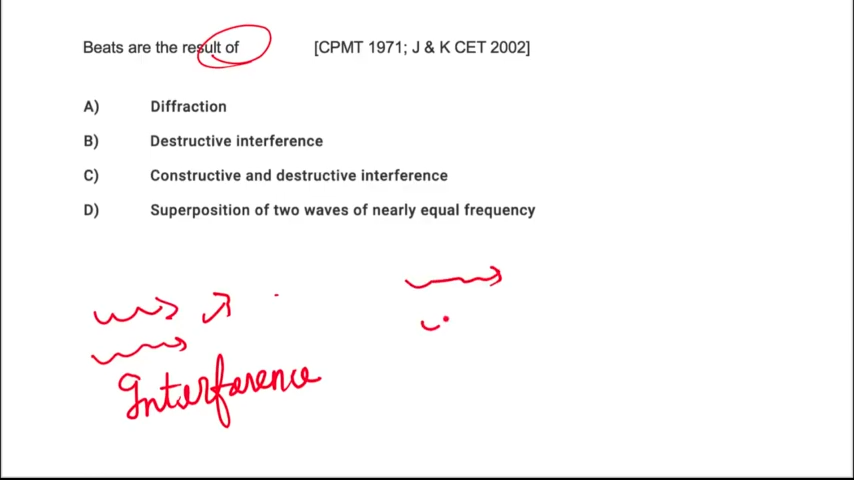 Beats are the result of [CPMT 1971; J & K CET 2002]
A) Diffraction
B) Destructive interference
C) Constructive and destructive interference
D) Superposition of two waves of nearly equal frequency
Interference